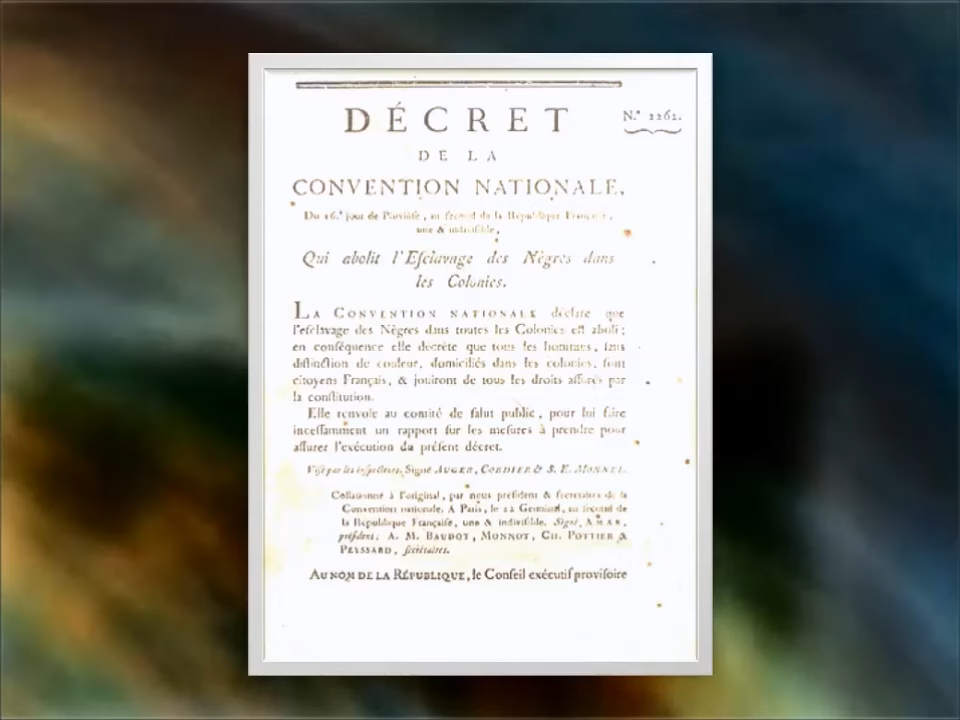 DÉCRET
N.º 2262.
DE LA
CONVENTION NATIONALE,
Du 16.e jour de Pluviôſe, an ſecond de la République Françaiſe,
une & indiviſible,
Qui abolit l'Eſclavage des Nègres dans
les Colonies.
LA CONVENTION NATIONALE déclare que
l'eſclavage des Nègres dans toutes les Colonies eſt aboli ;
en conſéquence elle décrète que tous les hommes, ſans
diſtinction de couleur, domiciliés dans les colonies, ſont
citoyens Français, & jouiront de tous les droits aſſurés par
la conſtitution.
Elle renvoie au comité de ſalut public, pour lui faire
inceſſamment un rapport ſur les meſures à prendre pour
aſſurer l'exécution du préſent décret.
Viſé par les inſpecteurs. Signé AUGER, CORDIER & S. E. MONNEL.
Collationné à l'original, par nous préſident & ſecrétaires de la
Convention nationale. A Paris, le 22 Germinal, an ſecond de
la République Françaiſe, une & indiviſible. Signé, AMAR,
préſident; A. M. BAUDOT, MONNOT, CH. POTTIER &
PEYSSARD, ſecrétaires.
AU NOM DE LA RÉPUBLIQUE, le Conſeil exécutif proviſoire